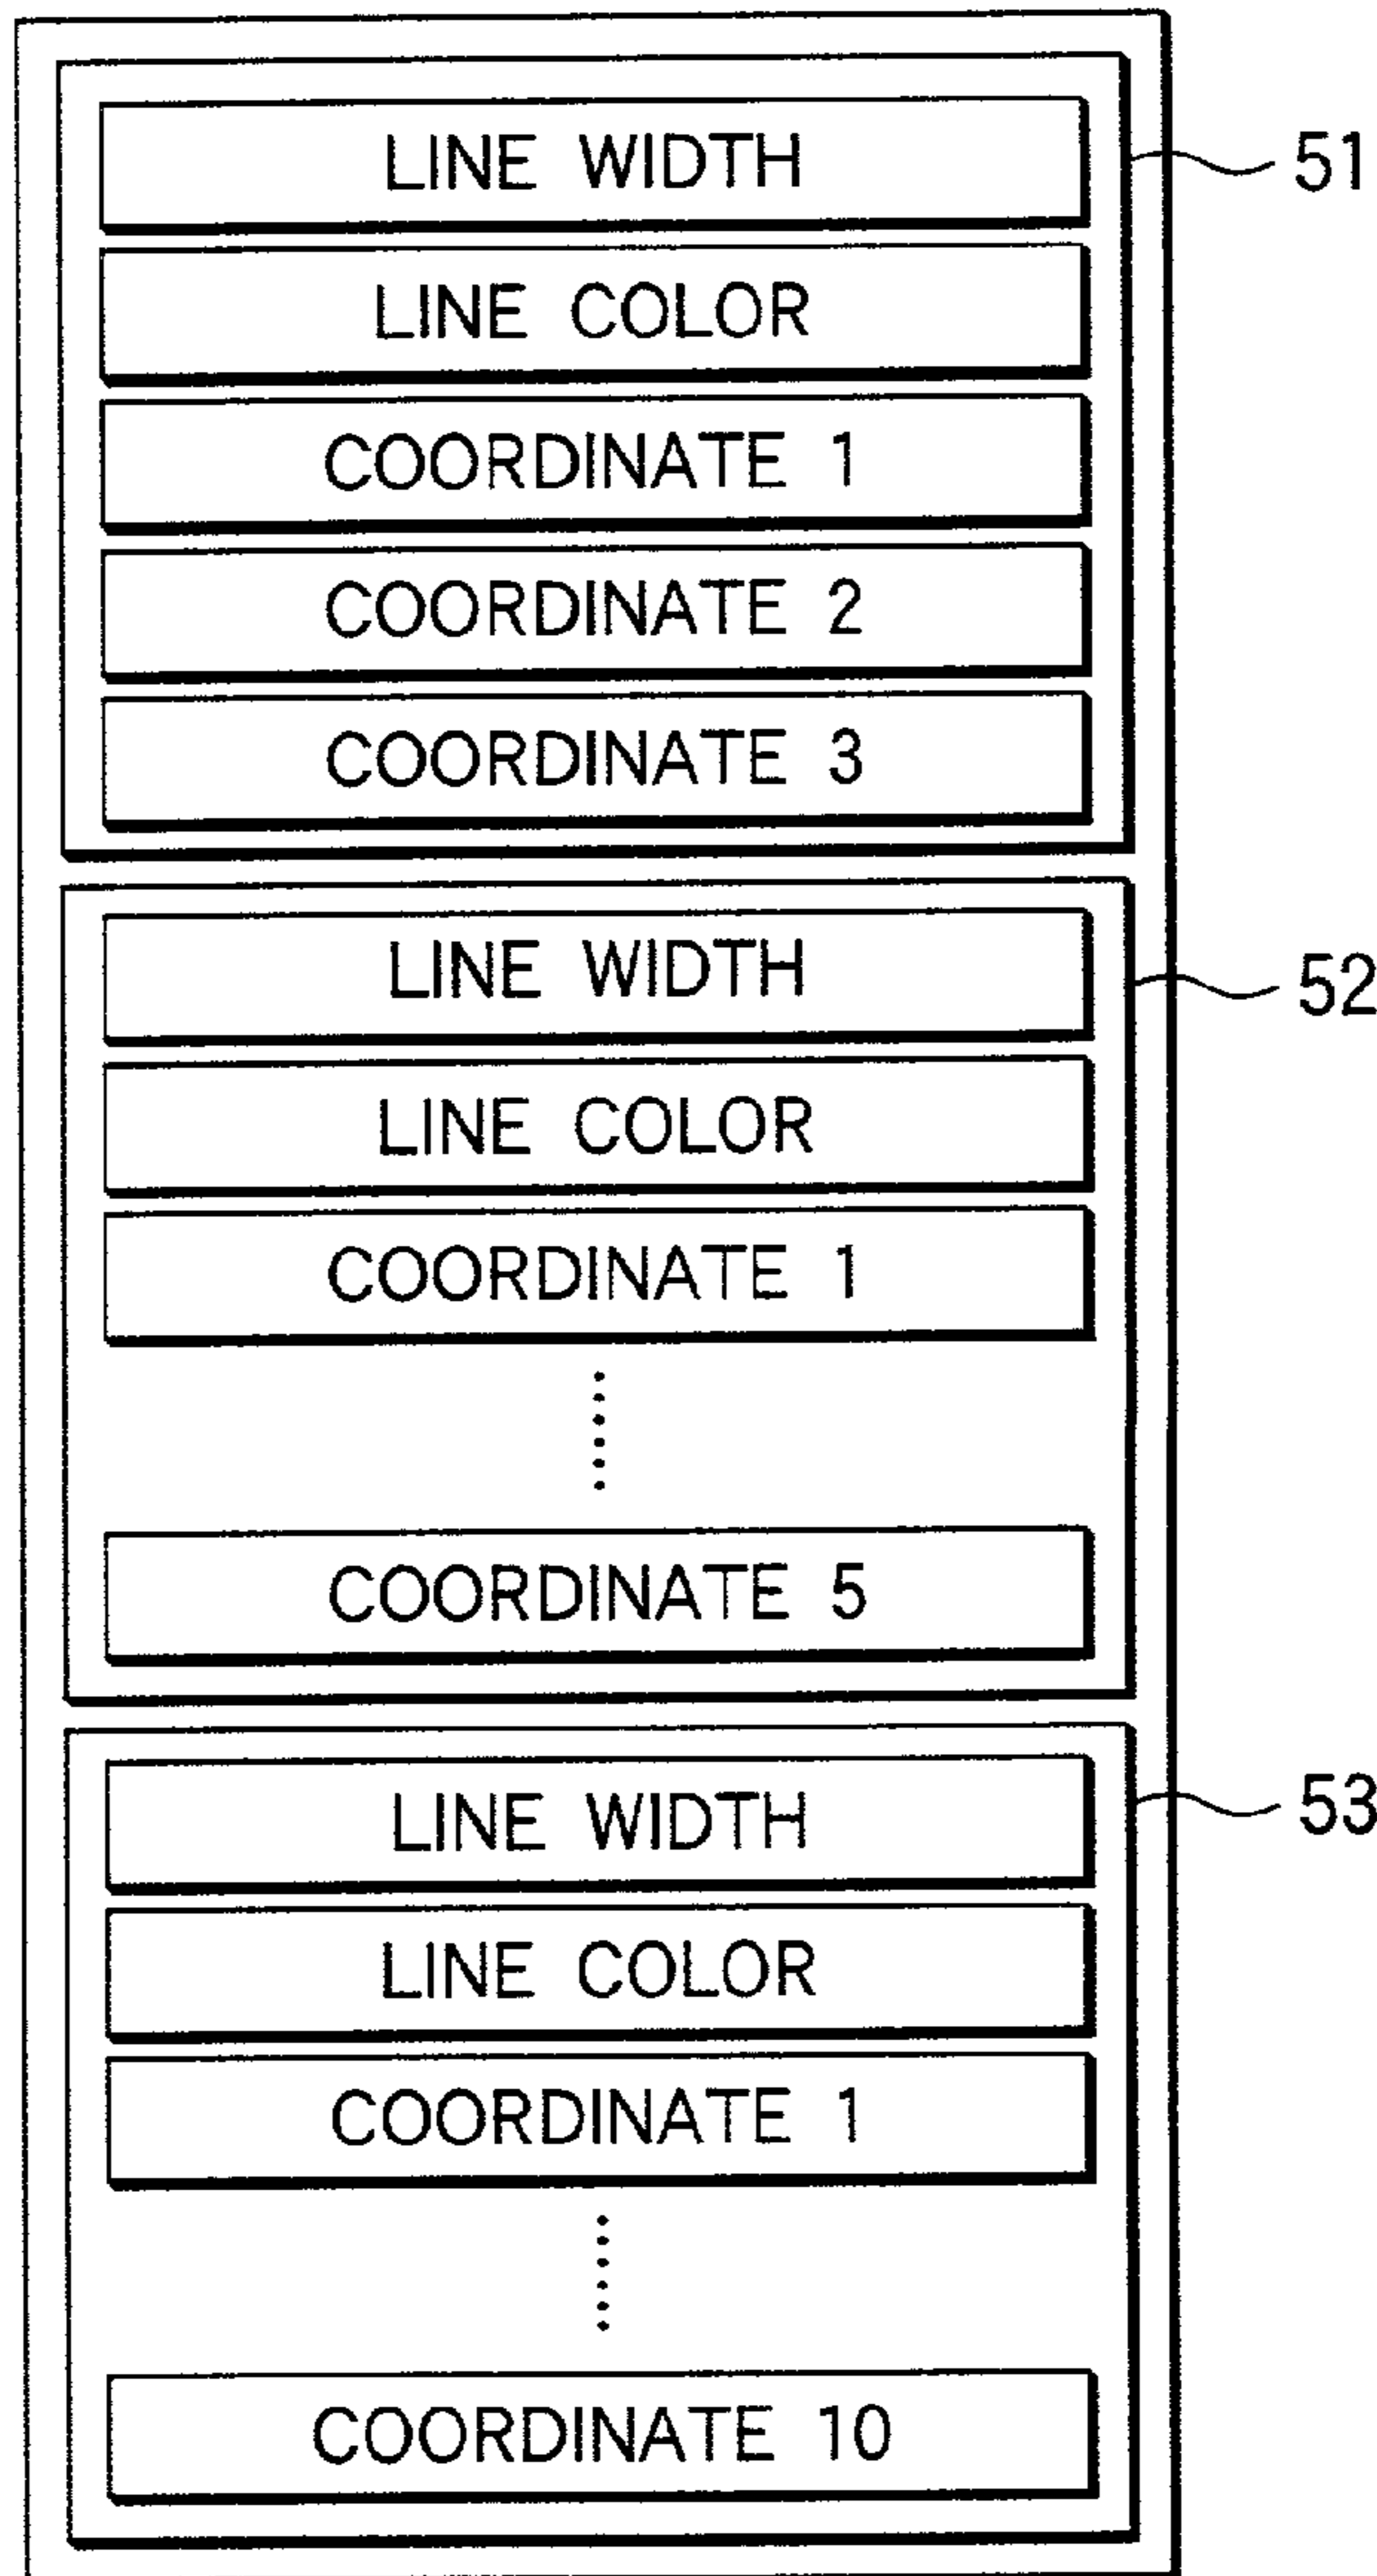 LINE WIDTH
51
LINE COLOR
COORDINATE 1
COORDINATE 2
COORDINATE 3
LINE WIDTH
52
LINE COLOR
COORDINATE 1
COORDINATE 5
LINE WIDTH
53
LINE COLOR
COORDINATE 1
COORDINATE 10